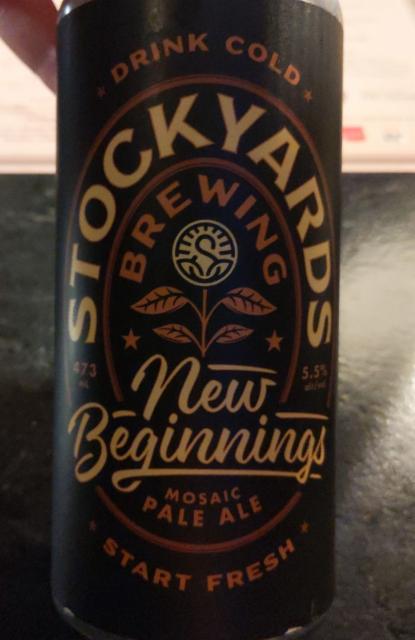 DRINK COLD
STOCKYARDS
BREWING
S
473
mL
5.5%
alc/vol
New
Beginnings
MOSAIC
PALE ALE
START FRESH